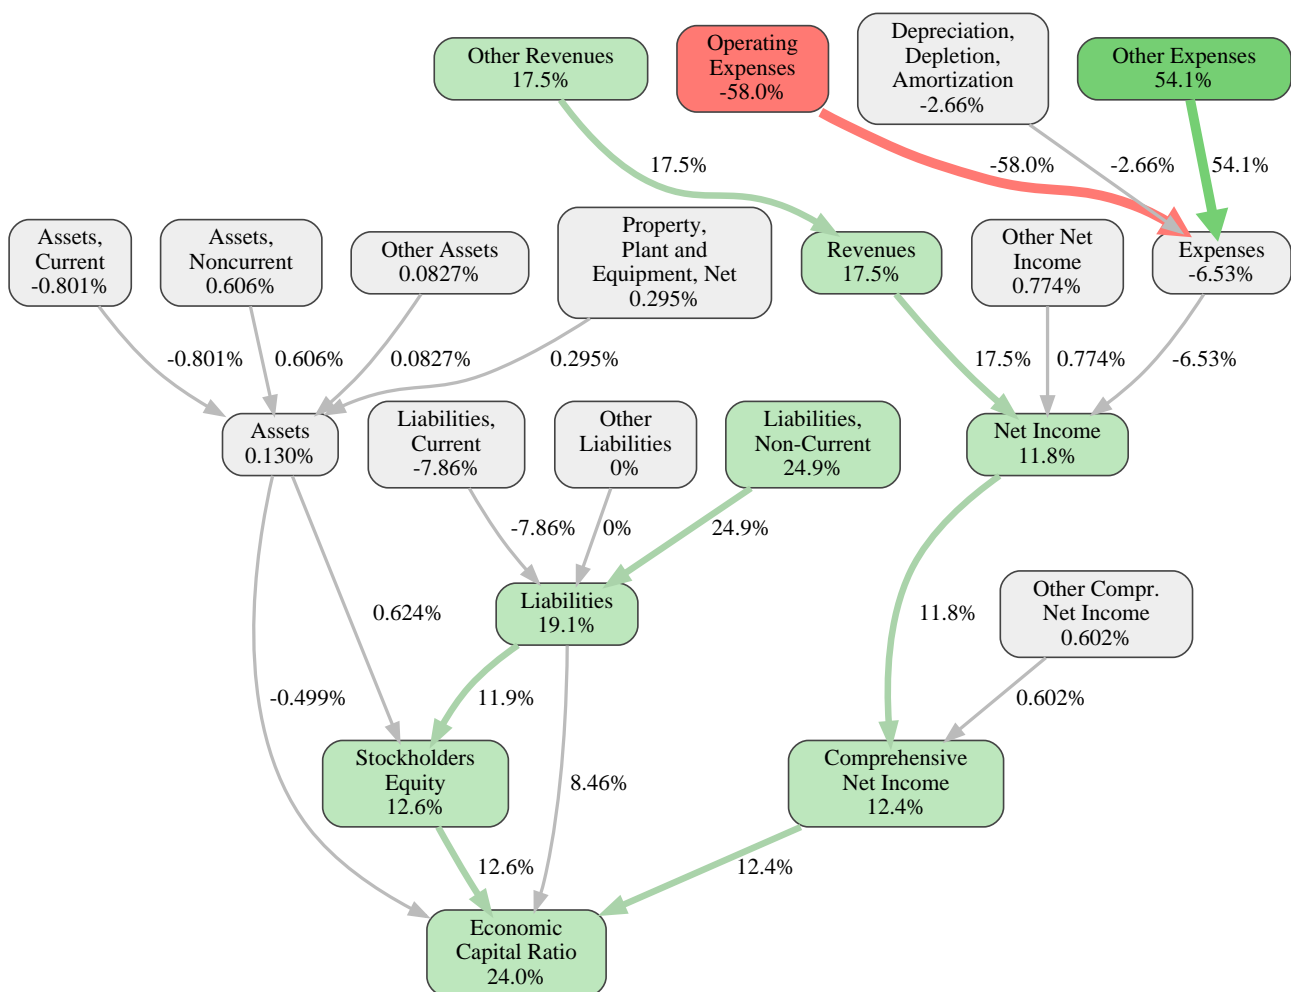 Other Revenues
17.5%
Operating
Expenses
-58.0%
Depreciation,
Depletion,
Amortization
-2.66%
Other Expenses
54.1%
17.5%
-58.0%
-2.66%
54.1%
Assets,
Current
-0.801%
Assets,
Noncurrent
0.606%
Other Assets
0.0827%
Property,
Plant and
Equipment, Net
0.295%
Revenues
17.5%
Other Net
Income
0.774%
Expenses
-6.53%
-0.801%
0.606%
0.0827%
0.295%
17.5%
0.774%
-6.53%
Assets
0.130%
Liabilities,
Current
-7.86%
Other
Liabilities
0%
Liabilities,
Non-Current
24.9%
Net Income
11.8%
-7.86%
0%
24.9%
Liabilities
19.1%
Other Compr.
Net Income
0.602%
0.624%
11.8%
-0.499%
11.9%
0.602%
Stockholders
Equity
12.6%
8.46%
Comprehensive
Net Income
12.4%
12.6%
12.4%
Economic
Capital Ratio
24.0%